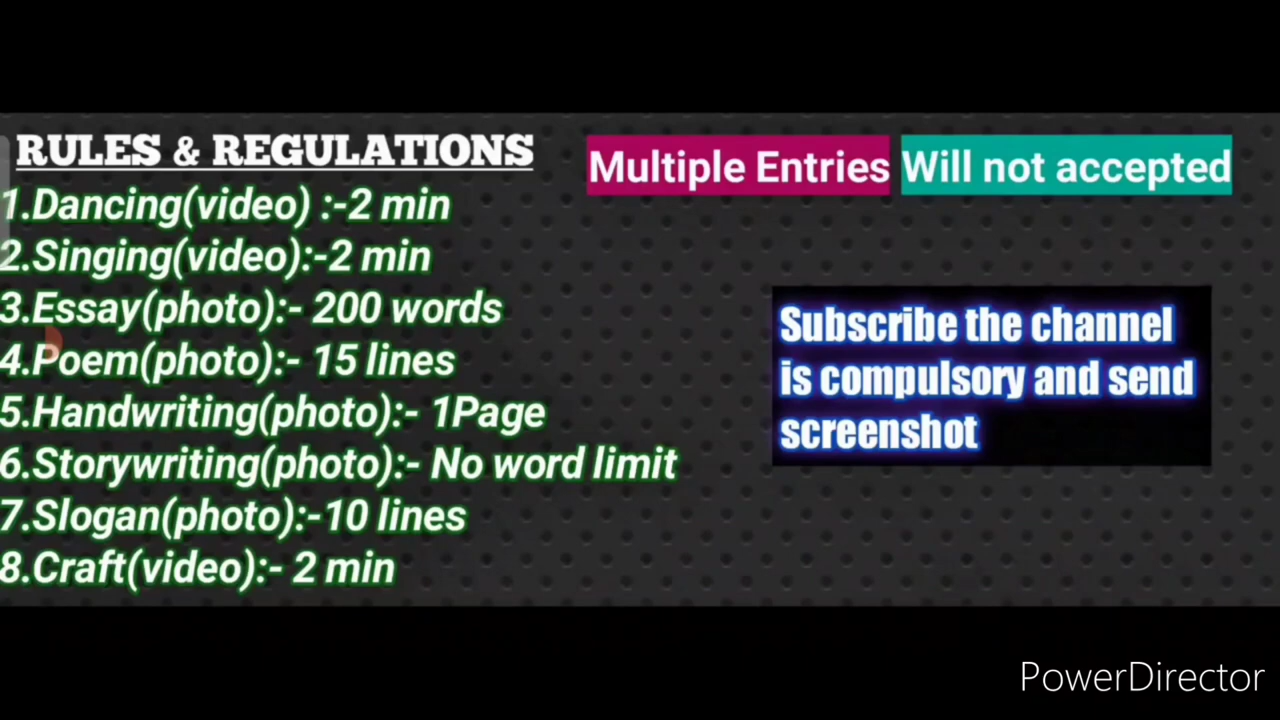 RULES & REGULATIONS
1.Dancing(video) :-2 min
2.Singing(video):-2 min
3.Essay(photo):- 200 words
4.Poem(photo):- 15 lines
5.Handwriting(photo):- 1Page
6.Storywriting(photo):- No word limit
7.Slogan(photo):-10 lines
8.Craft(video):- 2 min
Multiple Entries Will not accepted
Subscribe the channel
is compulsory and send
screenshot
PowerDirector